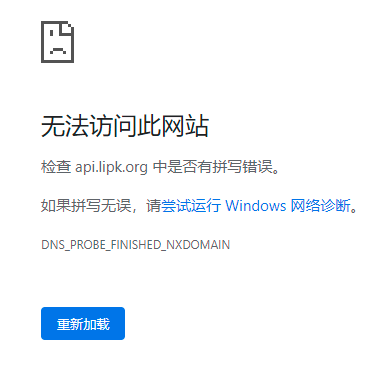 无法访问此网站
检查 api.lipk.org 中是否有拼写错误。
如果拼写无误，请尝试运行 Windows 网络诊断。
DNS_PROBE_FINISHED_NXDOMAIN
重新加载